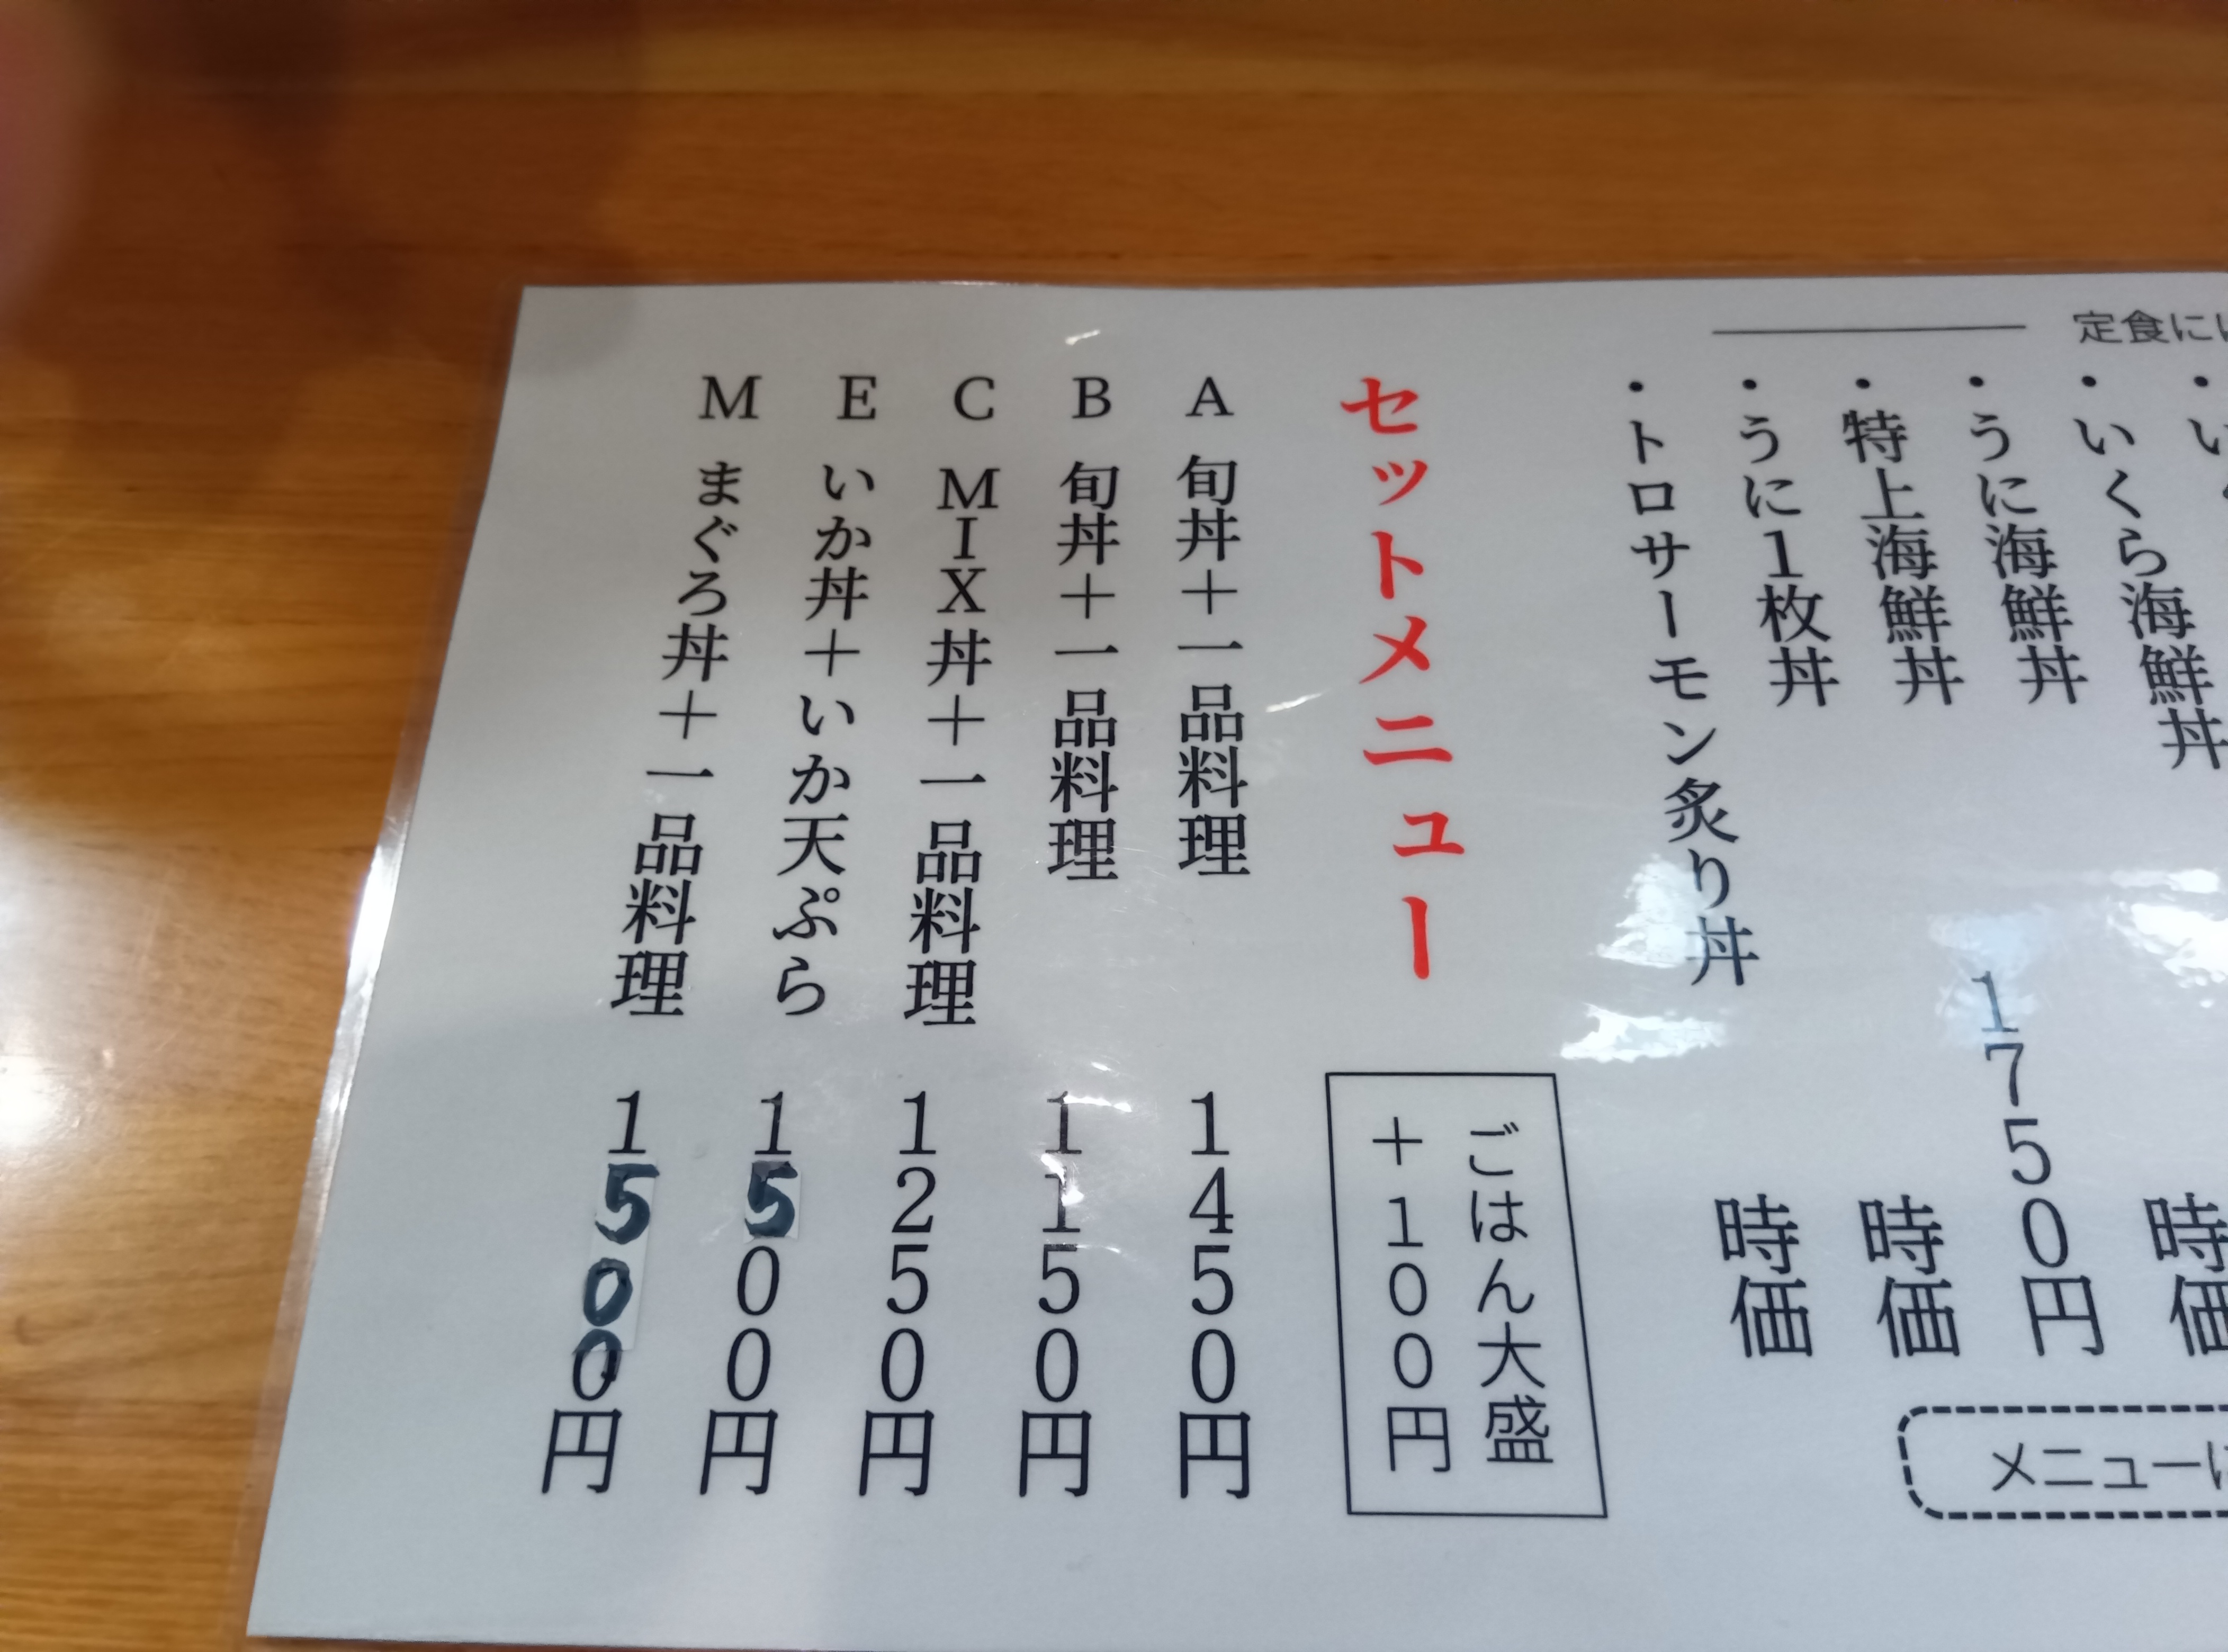 定食に
・い
・いくら海鮮丼
・うに海鮮丼 時価
・特上海鮮丼 1750円
・うに1枚丼 時価
・トロサーモン炙り丼 時価
メニューに
セットメニュー
ごはん大盛
＋100円
A 旬丼＋一品料理 1450円
B 旬丼＋一品料理 1150円
C MIX丼＋一品料理 1250円
E いか丼＋いか天ぷら 1500円
M まぐろ丼＋一品料理 1500円